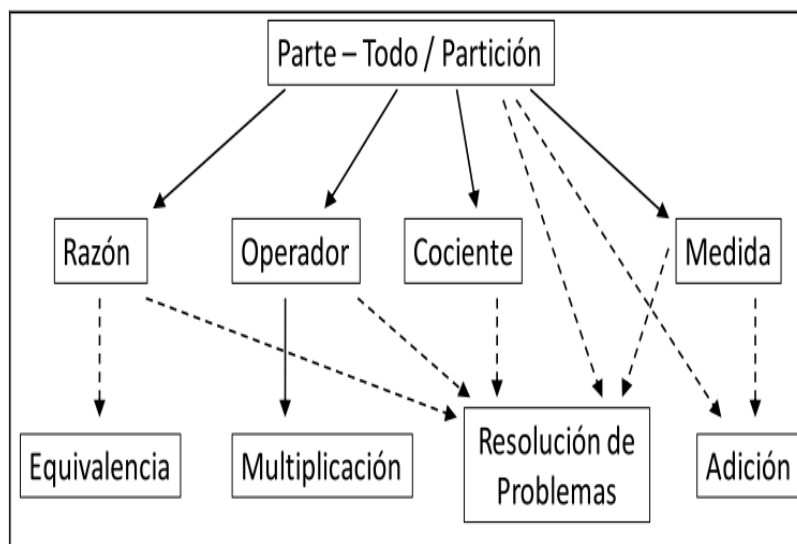 Parte – Todo / Partición
Razón
Operador
Cociente
Medida
Equivalencia
Multiplicación
Resolución de
Problemas
Adición